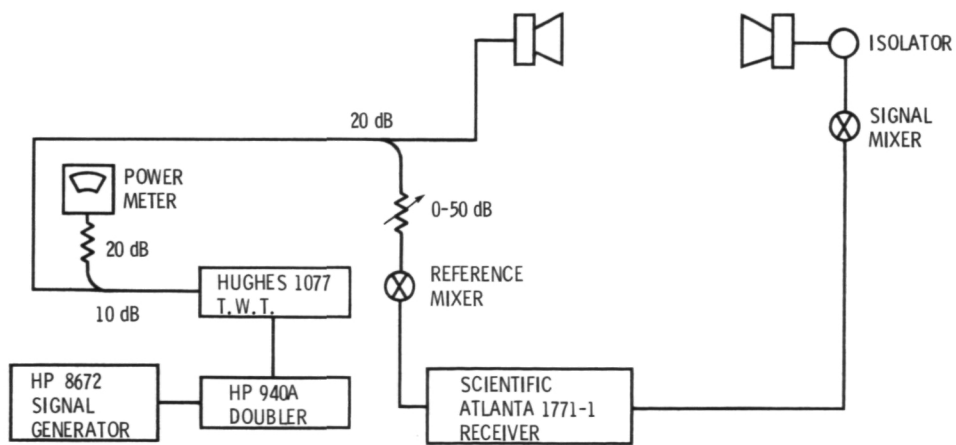 ISOLATOR
20 dB
SIGNAL
MIXER
POWER
METER
0-50 dB
20 dB
REFERENCE
MIXER
HUGHES 1077
T.W.T.
10 dB
HP 8672
SIGNAL
GENERATOR
HP 940A
DOUBLER
SCIENTIFIC
ATLANTA 1771-1
RECEIVER